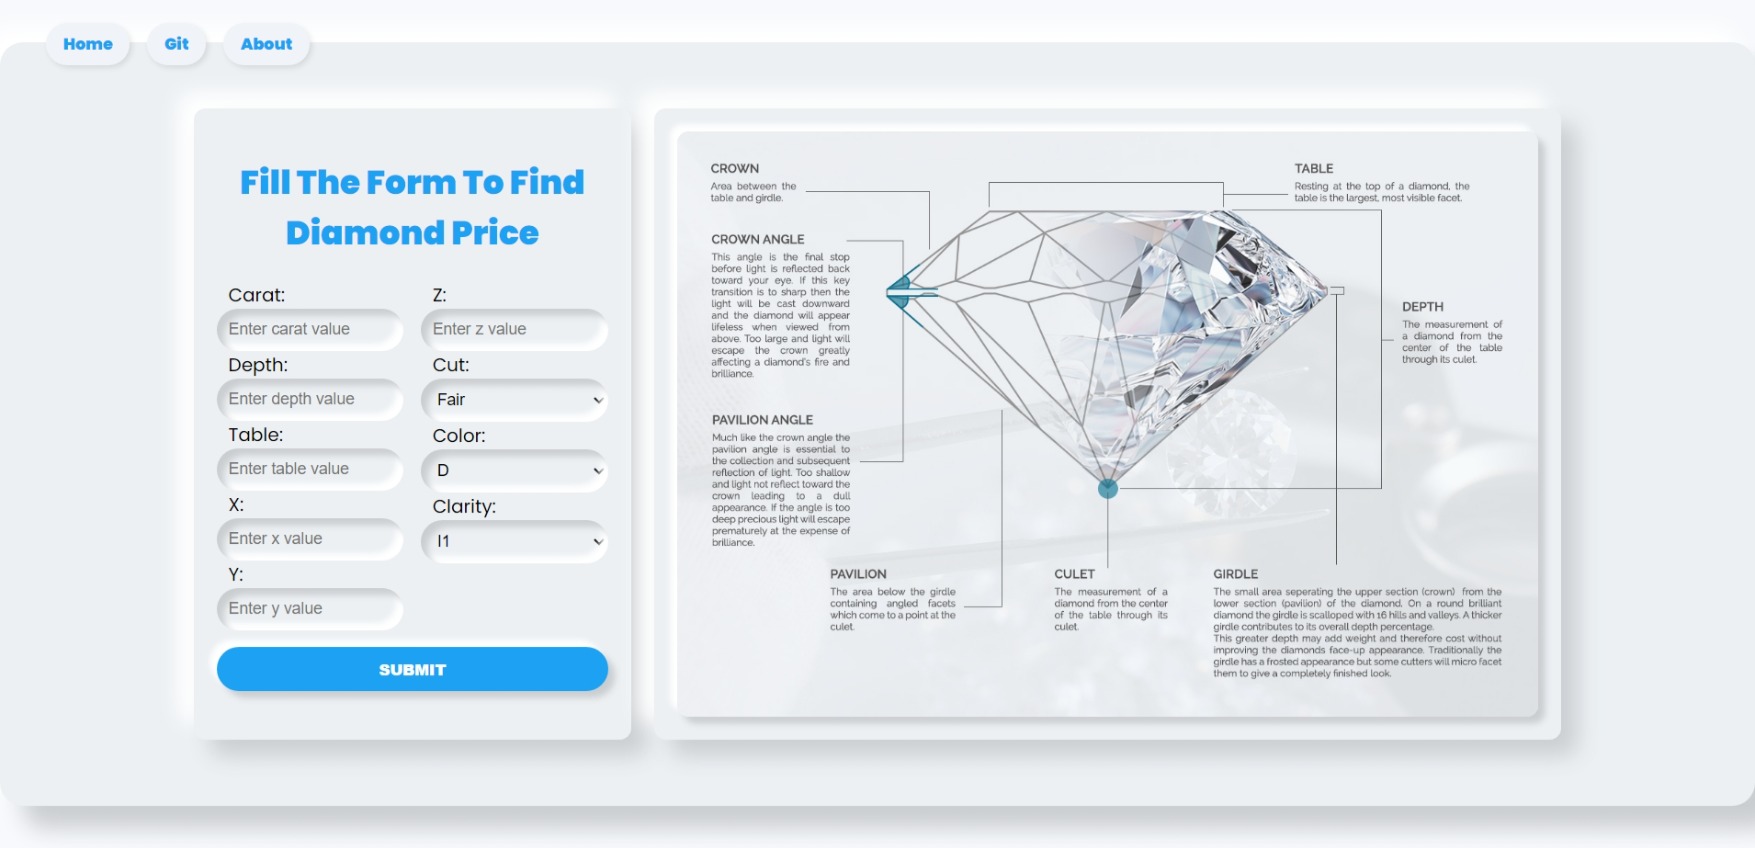 Home
Git
About
Fill The Form To Find
Diamond Price
Carat:
Enter carat value
Depth:
Enter depth value
Table:
Enter table value
X:
Enter x value
Y:
Enter y value
Z:
Enter z value
Cut:
Fair
Color:
D
Clarity:
I1
SUBMIT
CROWN
Area between the
table and girdle.
CROWN ANGLE
This angle is the final stop
before light is reflected back
toward your eye. If this key
transition is to sharp then the
light will be cast downward
and the diamond will appear
lifeless when viewed from
above. Too large and light will
escape the crown greatly
affecting a diamond's fire and
brilliance.
PAVILION ANGLE
Much like the crown angle the
pavilion angle is essential to
the collection and subsequent
reflection of light. Too shallow
and light not reflect toward the
crown leading to a dull
appearance. If the angle is too
deep precious light will escape
prematurely at the expense of
brilliance.
TABLE
Resting at the top of a diamond, the
table is the largest, most visible facet.
DEPTH
The measurement of
a diamond from the
center of the table
through its culet.
PAVILION
The area below the girdle
containing angled facets
which come to a point at the
culet.
CULET
The measurement of a
diamond from the center
of the table through its
culet.
GIRDLE
The small area seperating the upper section (crown) from the
lower section (pavilion) of the diamond. On a round brilliant
diamond the girdle is scalloped with 16 hills and valleys. A thicker
girdle contributes to its overall depth percentage.
This greater depth may add weight and therefore cost without
improving the diamonds face-up appearance. Traditionally the
girdle has a frosted appearance but some cutters will micro facet
them to give a completely finished look.